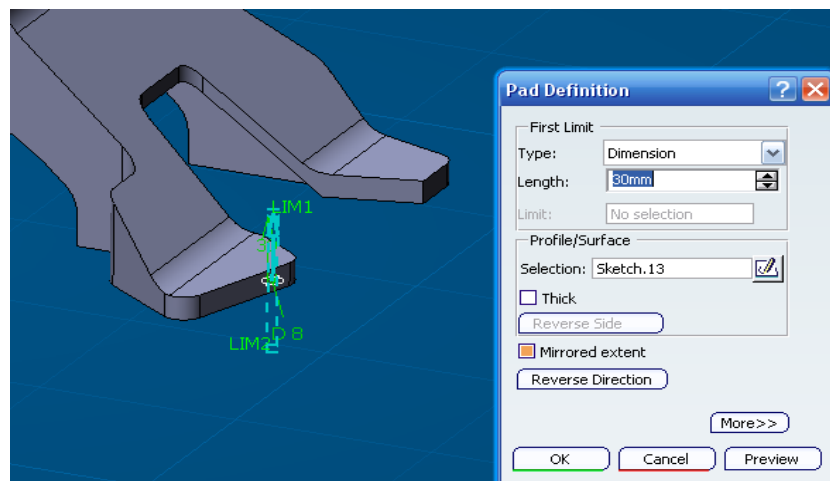 Pad Definition
First Limit
Type: Dimension
Length: 30mm
Limit: No selection
Profile/Surface
Selection: Sketch.13
Thick
Reverse Side
Mirrored extent
Reverse Direction
More>>
OK Cancel Preview
LIM1
D 8
LIM2